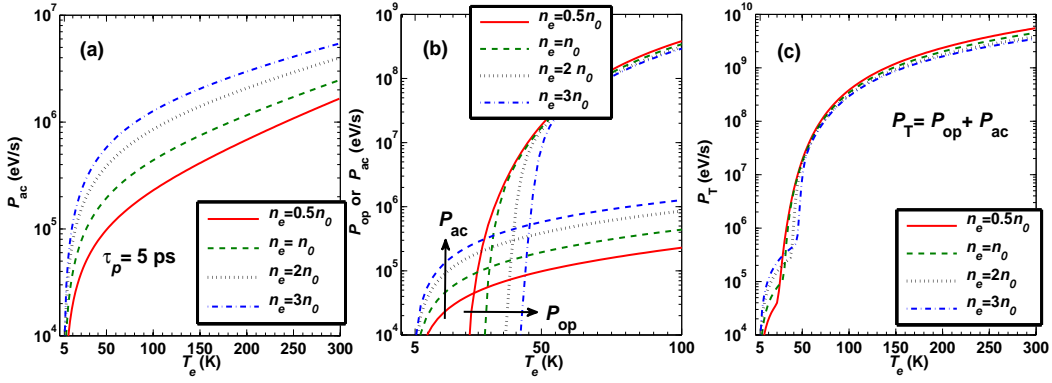 (a)
P_ac (eV/s)
10^7
10^6
10^5
10^4
τ_p = 5 ps
n_e=0.5n_0
n_e= n_0
n_e=2n_0
n_e=3n_0
5 50 100 150 200 250 300
T_e (K)
(b)
P_op or P_ac (eV/s)
10^9
10^8
10^7
10^6
10^5
10^4
n_e=0.5n_0
n_e=n_0
n_e=2 n_0
n_e=3n_0
P_ac
P_op
5 50 100
T_e (K)
(c)
P_T (eV/s)
10^10
10^9
10^8
10^7
10^6
10^5
10^4
P_T= P_op+ P_ac
n_e=0.5n_0
n_e=n_0
n_e=2n_0
n_e=3n_0
5 50 100 150 200 250 300
T_e (K)